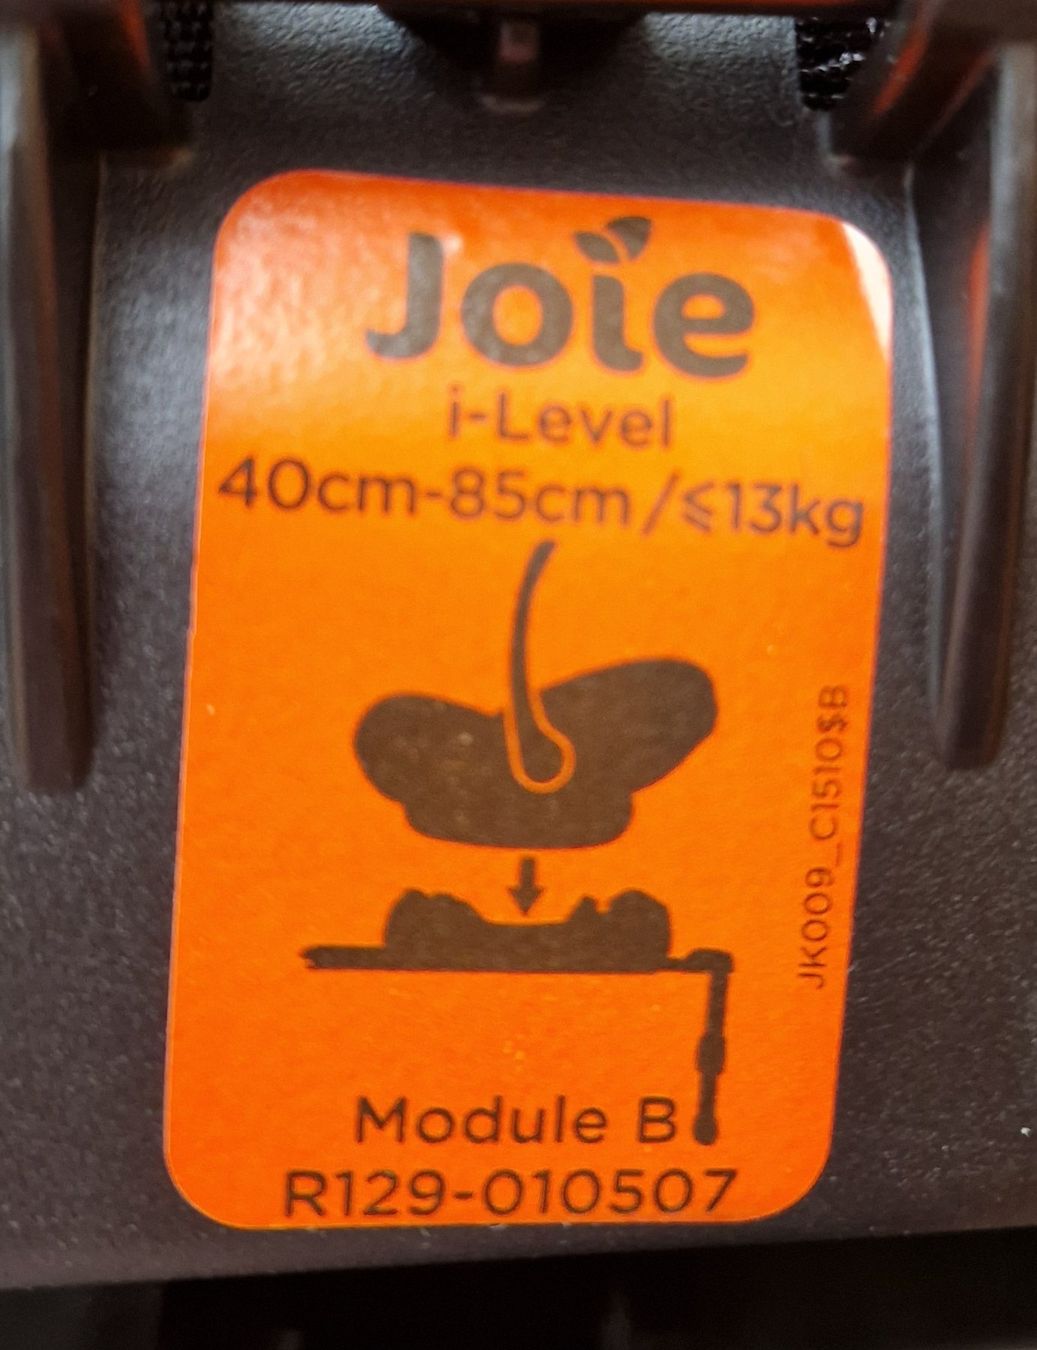 Joie
i-Level
40cm-85cm/≤13kg
JK009_C1510$B
Module B
R129-010507